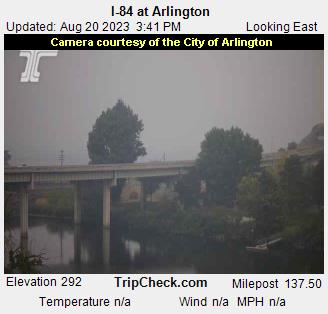 I-84 at Arlington
Updated: Aug 20 2023 3:41 PM Looking East
Camera courtesy of the City of Arlington
Elevation 292 TripCheck.com Milepost 137.50
Temperature n/a Wind n/a MPH n/a